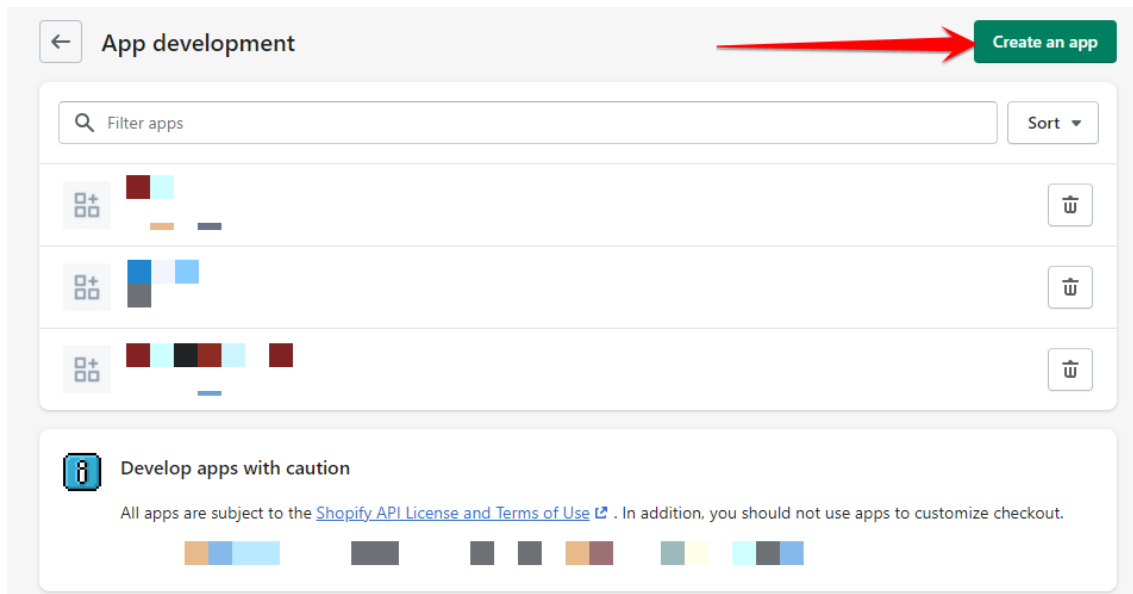 App development
Create an app
Filter apps
Sort
Develop apps with caution
All apps are subject to the Shopify API License and Terms of Use . In addition, you should not use apps to customize checkout.